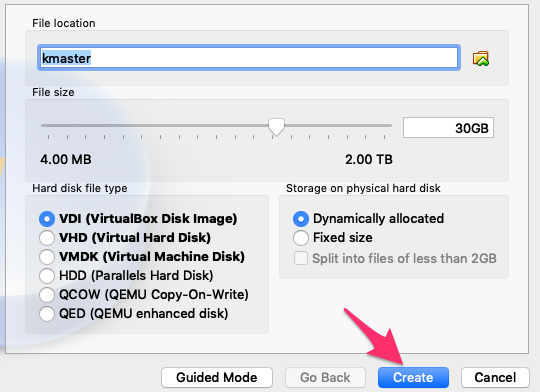 File location
kmaster
File size
30GB
4.00 MB 2.00 TB
Hard disk file type Storage on physical hard disk
VDI (VirtualBox Disk Image) Dynamically allocated
VHD (Virtual Hard Disk) Fixed size
VMDK (Virtual Machine Disk) Split into files of less than 2GB
HDD (Parallels Hard Disk)
QCOW (QEMU Copy-On-Write)
QED (QEMU enhanced disk)
Guided Mode Go Back Create Cancel